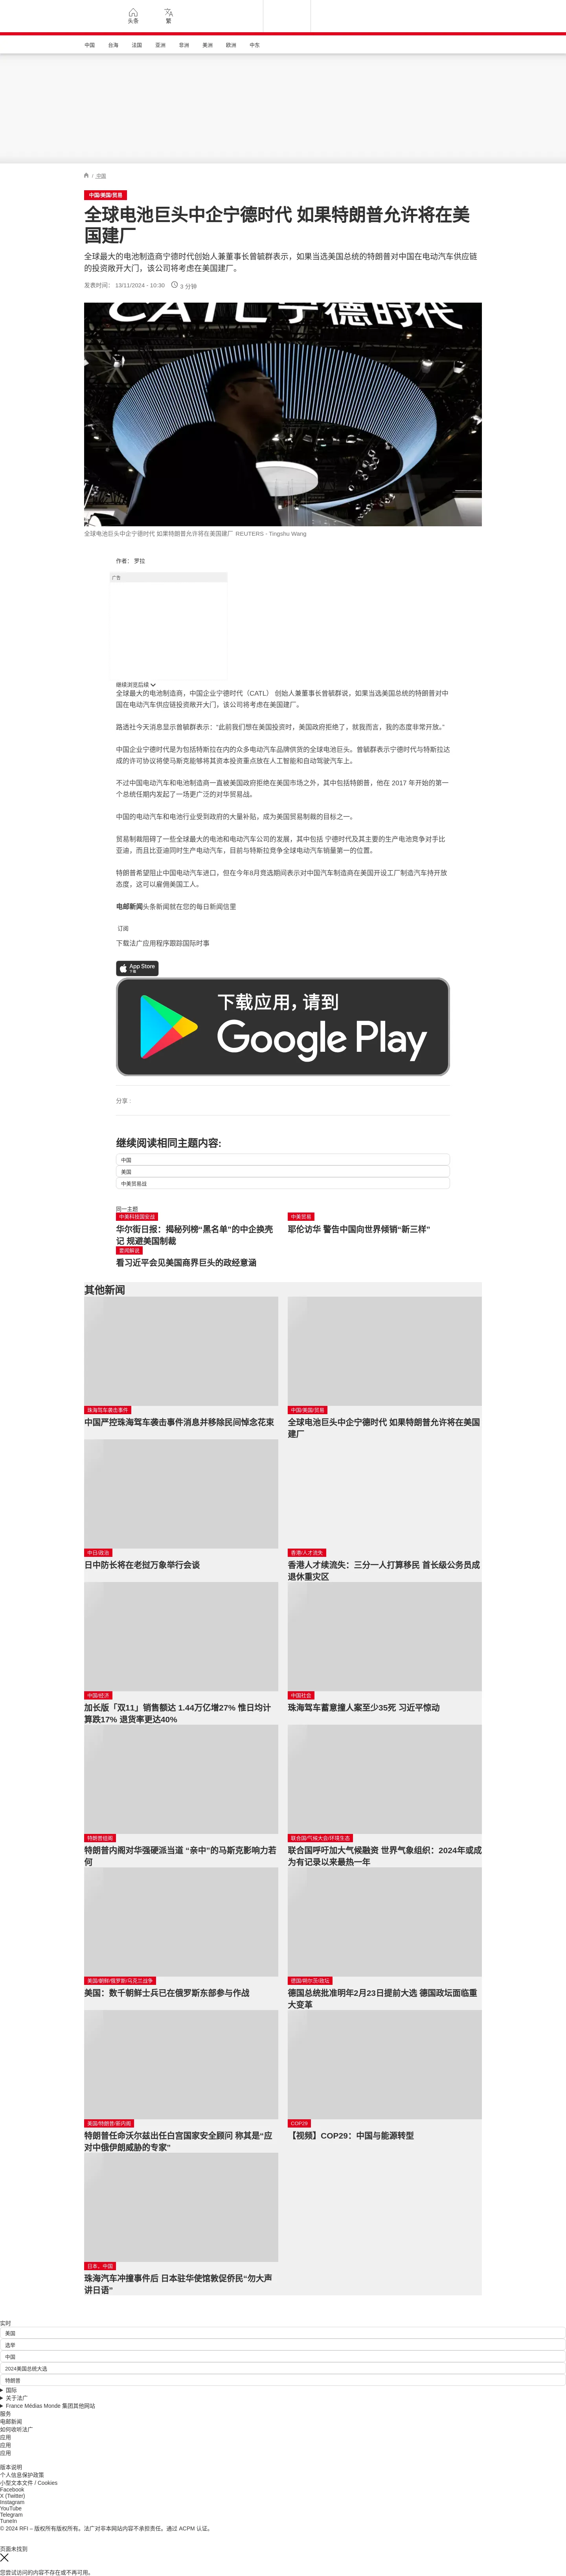 头条
繁
中国
台海
法国
亚洲
非洲
美洲
欧洲
中东
/ 中国
中国/美国/贸易
全球电池巨头中企宁德时代 如果特朗普允许将在美
国建厂
全球最大的电池制造商宁德时代创始人兼董事长曾毓群表示，如果当选美国总统的特朗普对中国在电动汽车供应链
的投资敞开大门，该公司将考虑在美国建厂。
发表时间： 13/11/2024 - 10:30
3 分钟
CATL 宁德时代
全球电池巨头中企宁德时代 如果特朗普允许将在美国建厂 REUTERS - Tingshu Wang
作者： 罗拉
广告
继续浏览后续
全球最大的电池制造商，中国企业宁德时代（CATL） 创始人兼董事长曾毓群说，如果当选美国总统的特朗普对中
国在电动汽车供应链投资敞开大门，该公司将考虑在美国建厂。
路透社今天消息显示曾毓群表示：“此前我们想在美国投资时，美国政府拒绝了，就我而言，我的态度非常开放。”
中国企业宁德时代是为包括特斯拉在内的众多电动汽车品牌供货的全球电池巨头。曾毓群表示宁德时代与特斯拉达
成的许可协议将使马斯克能够将其资本投资重点放在人工智能和自动驾驶汽车上。
不过中国电动汽车和电池制造商一直被美国政府拒绝在美国市场之外，其中包括特朗普，他在 2017 年开始的第一
个总统任期内发起了一场更广泛的对华贸易战。
中国的电动汽车和电池行业受到政府的大量补贴，成为美国贸易制裁的目标之一。
贸易制裁阻碍了一些全球最大的电池和电动汽车公司的发展，其中包括 宁德时代及其主要的生产电池竞争对手比
亚迪，而且比亚迪同时生产电动汽车，目前与特斯拉竞争全球电动汽车销量第一的位置。
特朗普希望阻止中国电动汽车进口，但在今年8月竞选期间表示对中国汽车制造商在美国开设工厂制造汽车持开放
态度，这可以雇佣美国工人。
电邮新闻头条新闻就在您的每日新闻信里
订阅
下载法广应用程序跟踪国际时事
App Store
下载
下载应用，请到
Google Play
分享 :
继续阅读相同主题内容:
中国
美国
中美贸易战
同一主题
中美科技国安战
华尔街日报：揭秘列榜“黑名单”的中企换壳
记 规避美国制裁
中美贸易
耶伦访华 警告中国向世界倾销“新三样”
要闻解说
看习近平会见美国商界巨头的政经意涵
其他新闻
珠海驾车袭击事件
中国严控珠海驾车袭击事件消息并移除民间悼念花束
中国/美国/贸易
全球电池巨头中企宁德时代 如果特朗普允许将在美国
建厂
中日/政治
日中防长将在老挝万象举行会谈
香港/人才流失
香港人才续流失：三分一人打算移民 首长级公务员成
退休重灾区
中国/经济
加长版「双11」销售额达 1.44万亿增27% 惟日均计
算跌17% 退货率更达40%
中国社会
珠海驾车蓄意撞人案至少35死 习近平惊动
特朗普组阁
特朗普内阁对华强硬派当道 “亲中”的马斯克影响力若
何
联合国/气候大会/环境生态
联合国呼吁加大气候融资 世界气象组织：2024年或成
为有记录以来最热一年
美国/朝鲜/俄罗斯/乌克兰战争
美国：数千朝鲜士兵已在俄罗斯东部参与作战
德国/朔尔茨/政坛
德国总统批准明年2月23日提前大选 德国政坛面临重
大变革
美国/特朗普/新内阁
特朗普任命沃尔兹出任白宫国家安全顾问 称其是“应
对中俄伊朗威胁的专家”
COP29
【视频】COP29：中国与能源转型
日本、中国
珠海汽车冲撞事件后 日本驻华使馆敦促侨民“勿大声
讲日语”
实时
美国
选举
中国
2024美国总统大选
特朗普
国际
关于法广
France Médias Monde 集团其他网站
服务
电邮新闻
如何收听法广
应用
应用
应用
版本说明
个人信息保护政策
小型文本文件 / Cookies
Facebook
X (Twitter)
Instagram
YouTube
Telegram
TuneIn
© 2024 RFI – 版权所有版权所有。法广对非本网站内容不承担责任。通过 ACPM 认证。
页面未找到
您尝试访问的内容不存在或不再可用。